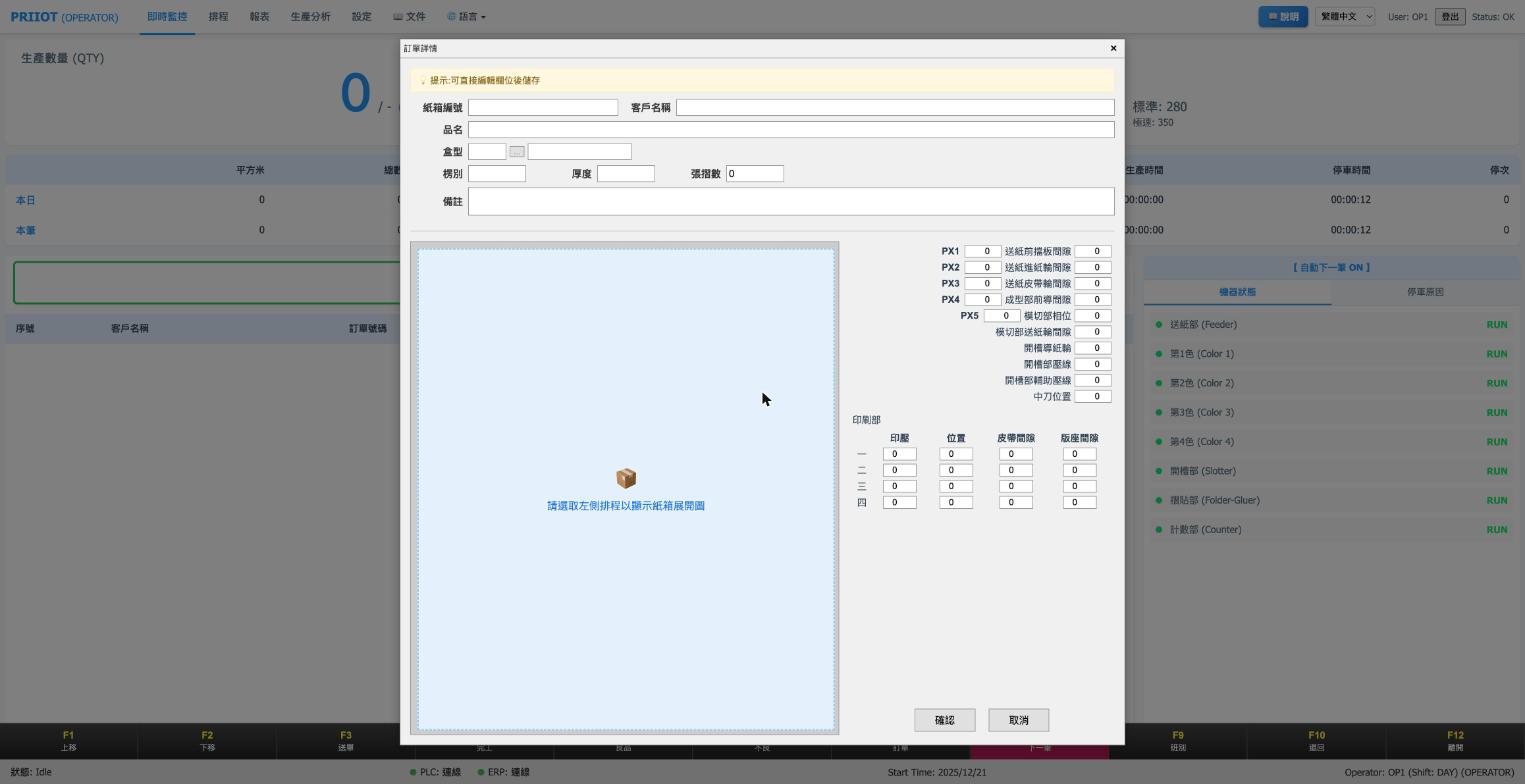 PRIIOT (OPERATOR) 即時監控 排程 報表 生產分析 設定 文件 語言 說明 繁體中文 User: OP1 登出 Status: OK
訂單詳情 ×
生產數量 (QTY)
提示:可直接編輯欄位後儲存
0 / -
標準: 280
極速: 350
紙箱編號 客戶名稱
品名
盒型 ...
楞別 厚度 張摺數 0
備註
平方米 生產時間 停車時間 停次
本日 0 00:00:00 00:00:12 0
本筆 0 00:00:00 00:00:12 0
【 自動下一筆 ON 】
機器狀態 停車原因
序號 客戶名稱 訂單號碼
送紙部 (Feeder) RUN
第1色 (Color 1) RUN
第2色 (Color 2) RUN
第3色 (Color 3) RUN
第4色 (Color 4) RUN
開槽部 (Slotter) RUN
摺貼部 (Folder-Gluer) RUN
計數部 (Counter) RUN
請選取左側排程以顯示紙箱展開圖
PX1 0 送紙前擋板間隙 0
PX2 0 送紙進紙輪間隙 0
PX3 0 送紙皮帶輪間隙 0
PX4 0 成型部前導間隙 0
PX5 0 模切部相位 0
模切部送紙輪間隙 0
開槽導紙輪 0
開槽部壓線 0
開槽部輔助壓線 0
中刀位置 0
印刷部
印壓 位置 皮帶間隙 版座間隙
一 0 0 0 0
二 0 0 0 0
三 0 0 0 0
四 0 0 0 0
確認 取消
F1 F2 F3 F9 F10 F12
上移 下移 送單 完工 良品 不良 訂單 下一筆 班別 返回 離開
狀態: Idle PLC: 連線 ERP: 連線 Start Time: 2025/12/21 Operator: OP1 (Shift: DAY) (OPERATOR)